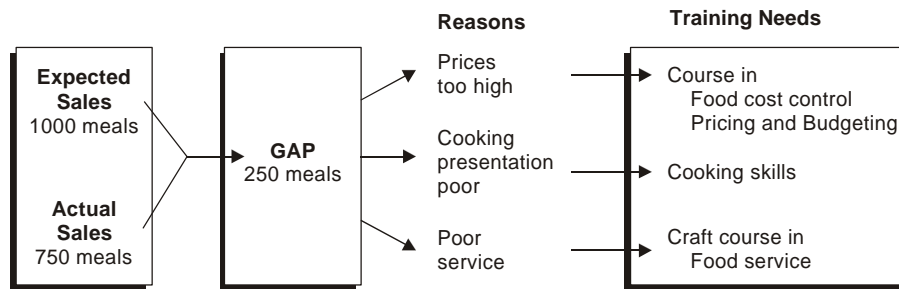 Reasons
Training Needs
Expected
Sales
1000 meals
Actual
Sales
750 meals
GAP
250 meals
Prices
too high
Cooking
presentation
poor
Poor
service
Course in
Food cost control
Pricing and Budgeting
Cooking skills
Craft course in
Food service